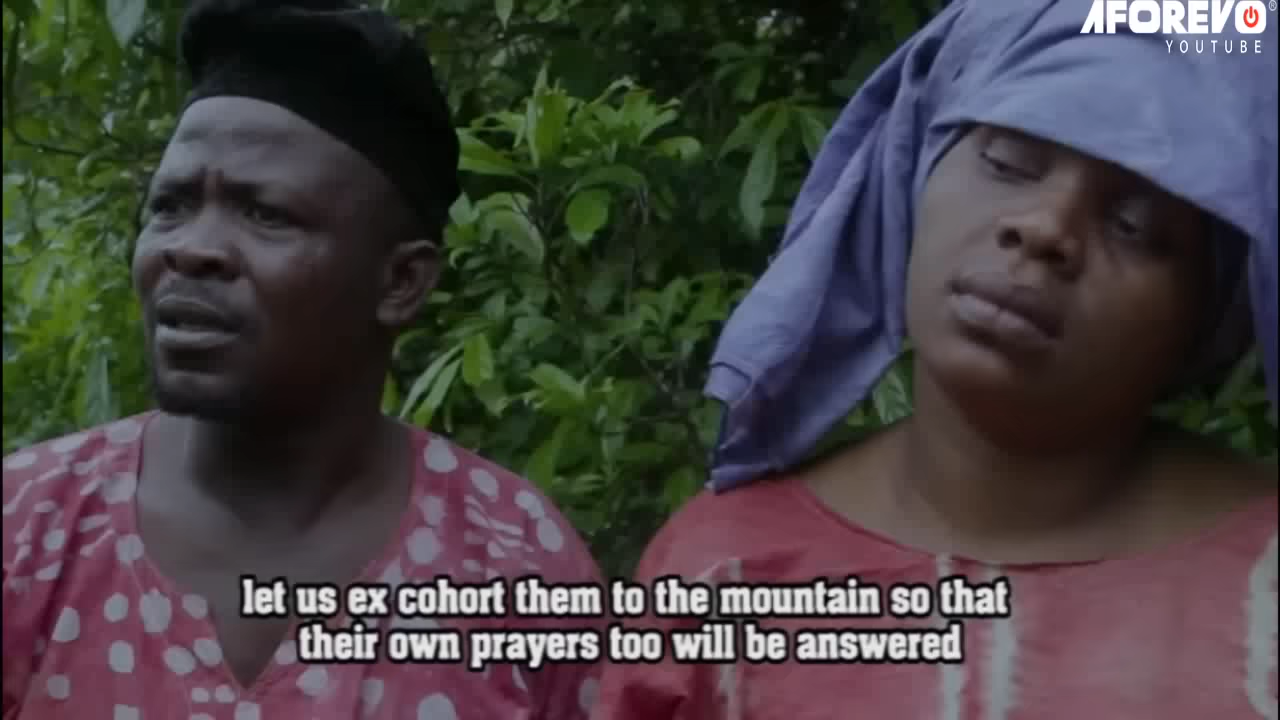 AFOREVO®
YOUTUBE
let us ex cohort them to the mountain so that
their own prayers too will be answered